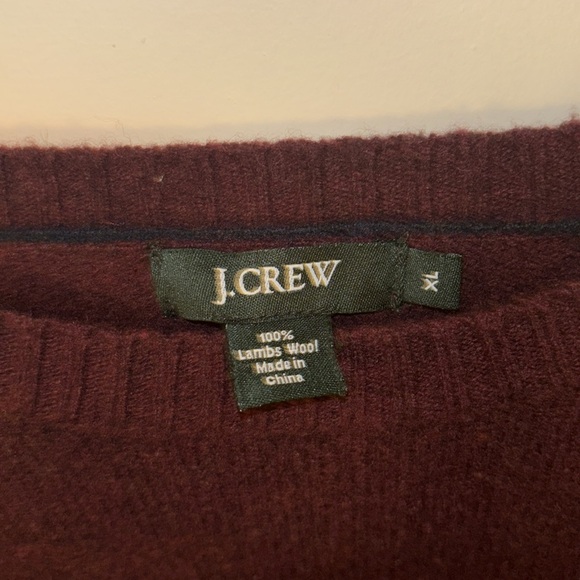 J.CREW
XL
100%
Lambs Wool
Made in
China